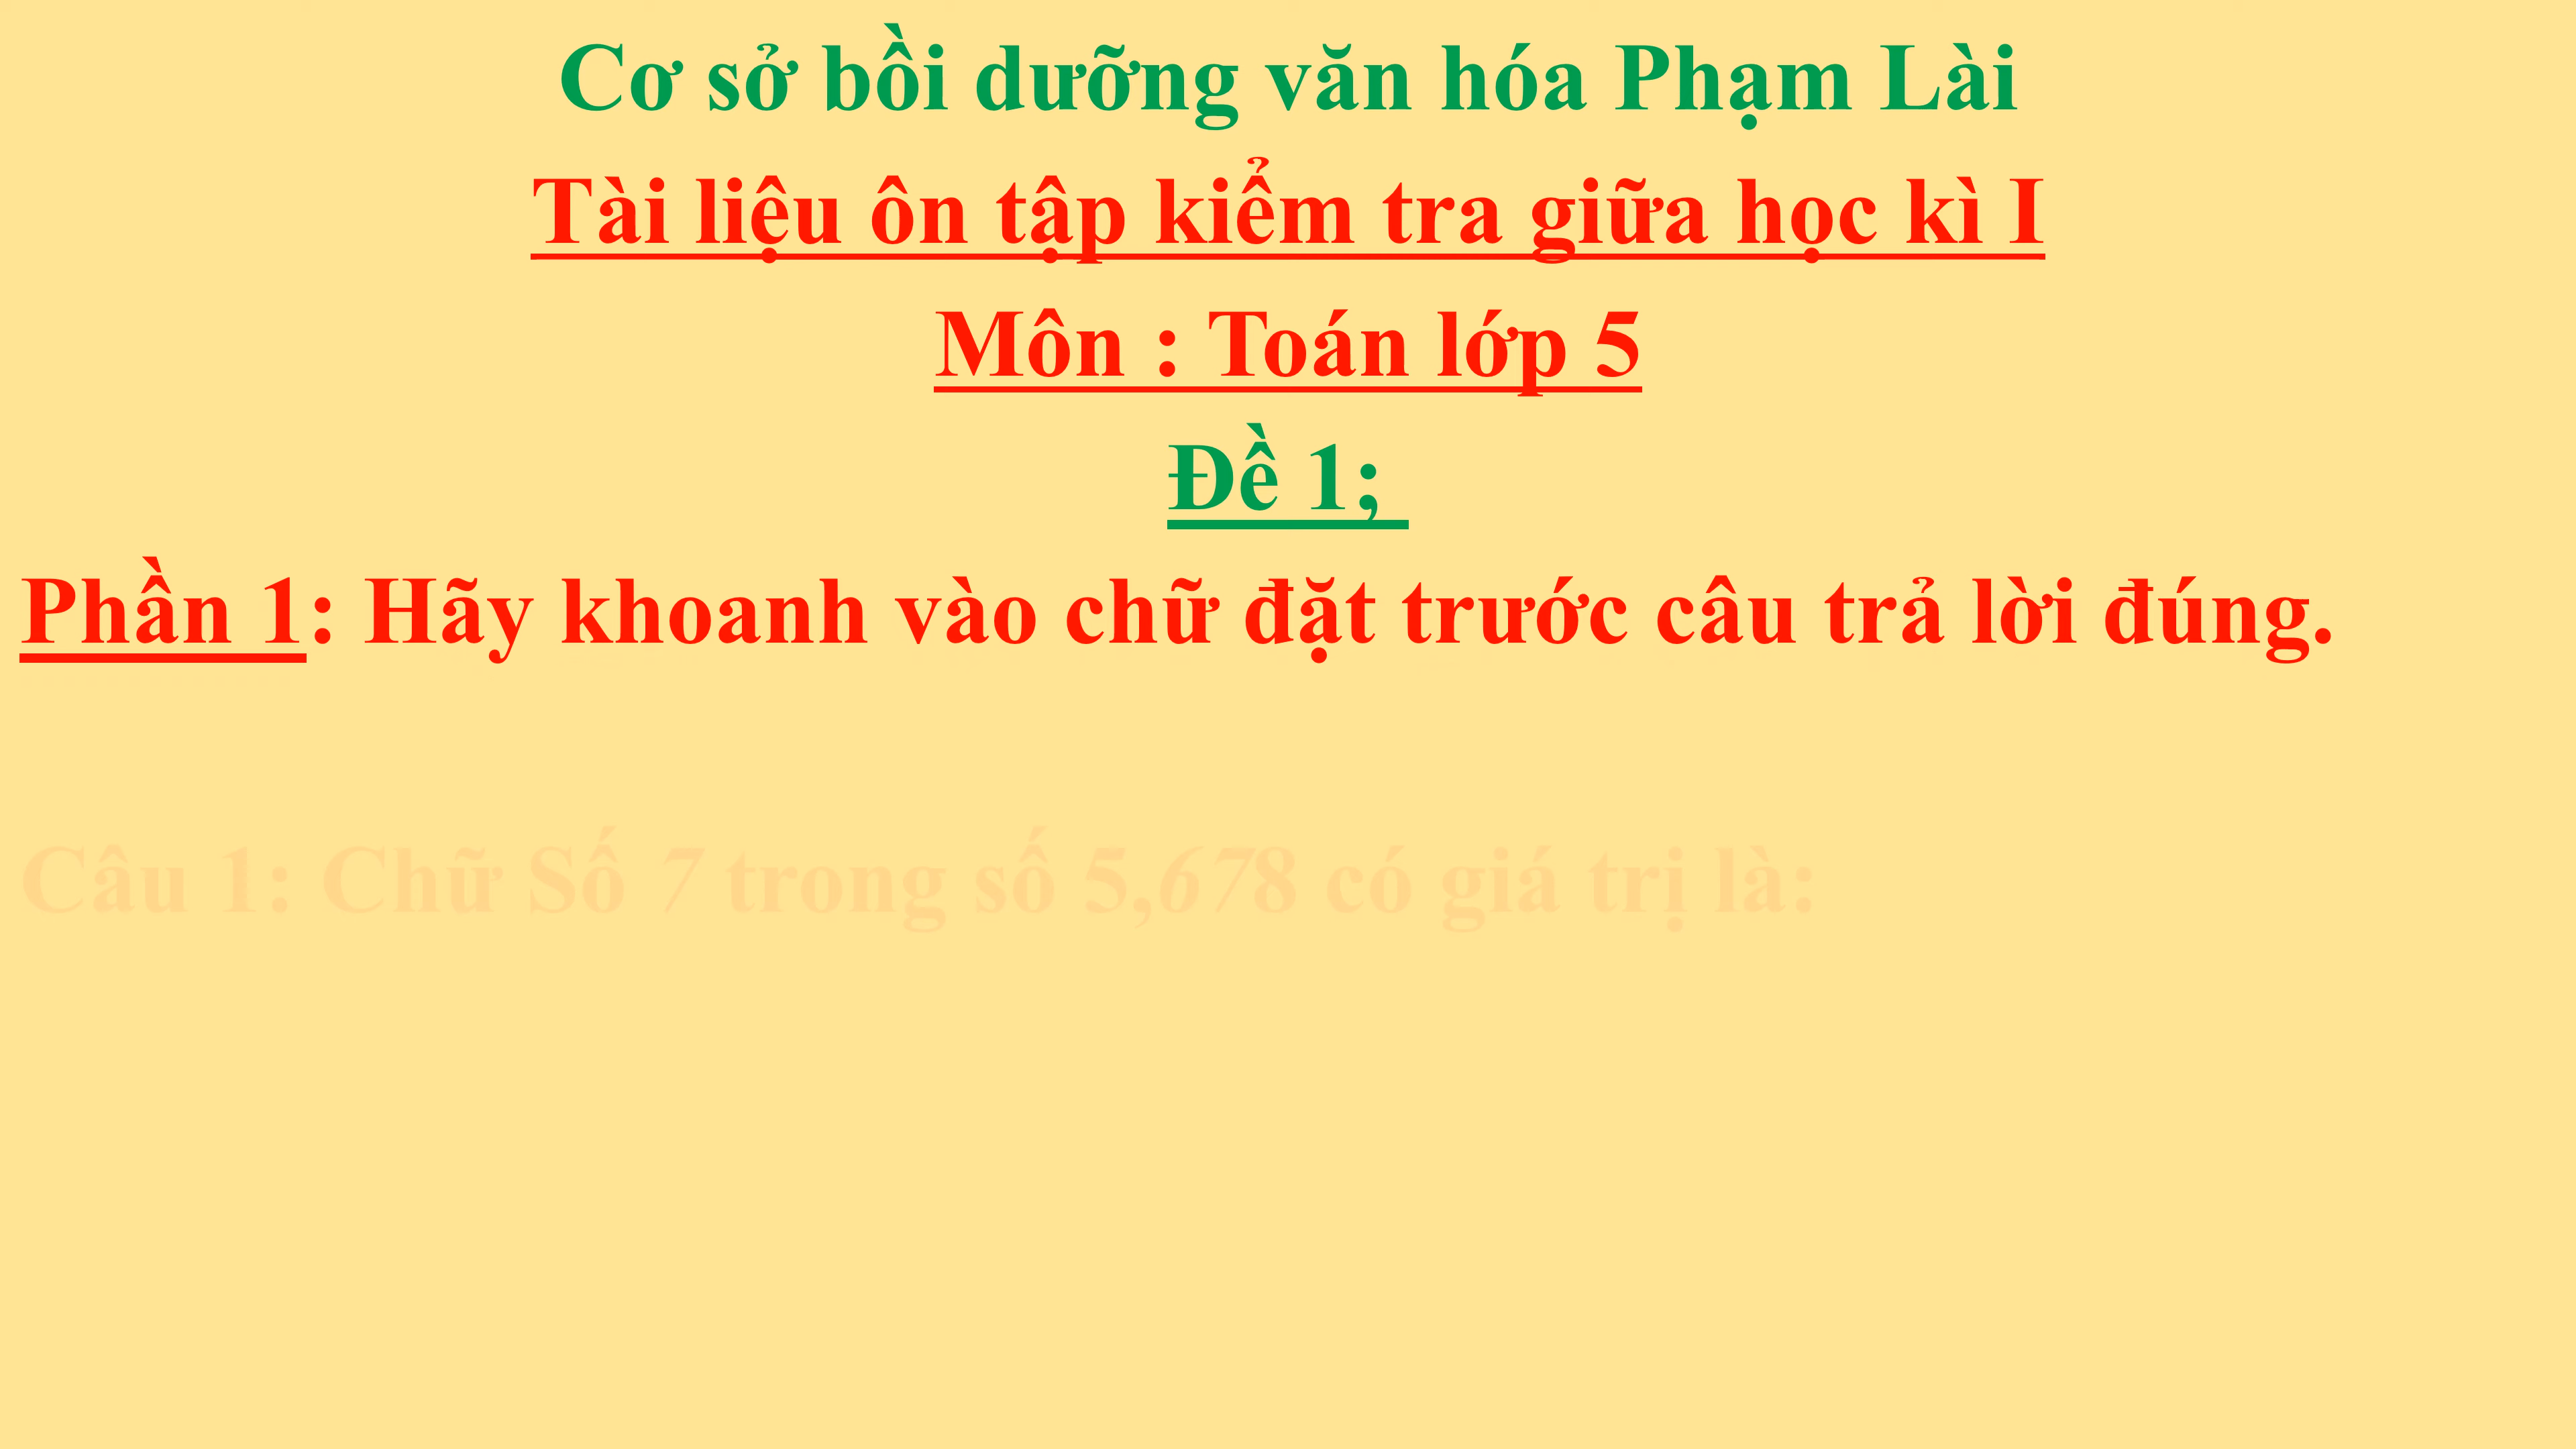 Cơ sở bồi dưỡng văn hóa Phạm Lài
Tài liệu ôn tập kiểm tra giữa học kì I
Môn : Toán lớp 5
Đề 1;
Phần 1: Hãy khoanh vào chữ đặt trước câu trả lời đúng.
Câu 1: Chữ Số 7 trong số 5,678 có giá trị là: